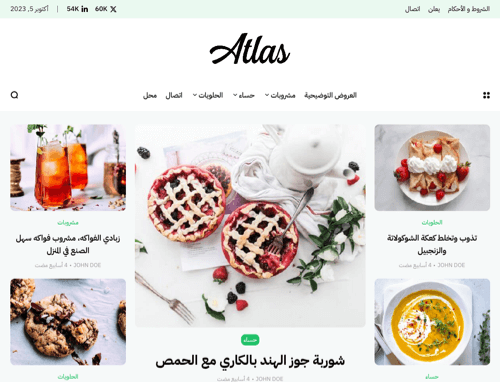 الشروط و الأحكام يعلن اتصال
60K 54K أكتوبر 5, 2023
Atlas
العروض التوضيحية مشروبات حساء الحلويات اتصال محل
الحلويات
تذوب وتخلط كعكة الشوكولاتة
والزنجبيل
JOHN DOE • 4 أسابيع مضت
حساء
حساء
شوربة جوز الهند بالكاري مع الحمص
JOHN DOE • 4 أسابيع مضت
مشروبات
زبادي الفواكه، مشروب فواكه سهل
الصنع في المنزل
JOHN DOE • 4 أسابيع مضت
الحلويات